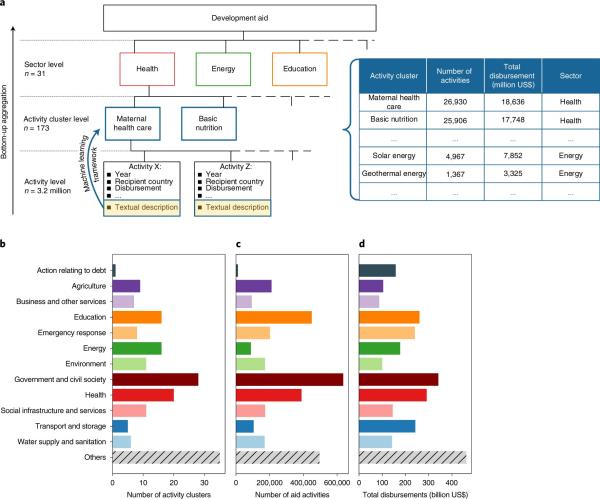 a
Development aid
Bottom-up aggregation
Sector level
n = 31
Health
Energy
Education
Activity cluster level
n = 173
Maternal
health care
Basic
nutrition
Machine learning
framework
Activity level
n = 3.2 million
Activity X:
Year
Recipient country
Disbursement
...
Textual description
Activity Z:
Year
Recipient country
Disbursement
...
Textual description
Activity cluster
Number of
activities
Total
disbursement
(million US$)
Sector
Maternal health
care
26,930
18,636
Health
Basic nutrition
25,906
17,748
Health
... ... ... ...
Solar energy
4,967
7,852
Energy
Geothermal energy
1,367
3,325
Energy
... ... ... ...
b
c
d
Action relating to debt
Agriculture
Business and other services
Education
Emergency response
Energy
Environment
Government and civil society
Health
Social infrastructure and services
Transport and storage
Water supply and sanitation
Others
0 10 20 30
Number of activity clusters
0 200,000 400,000 600,000
Number of aid activities
0 100 200 300 400
Total disbursements (billion US$)